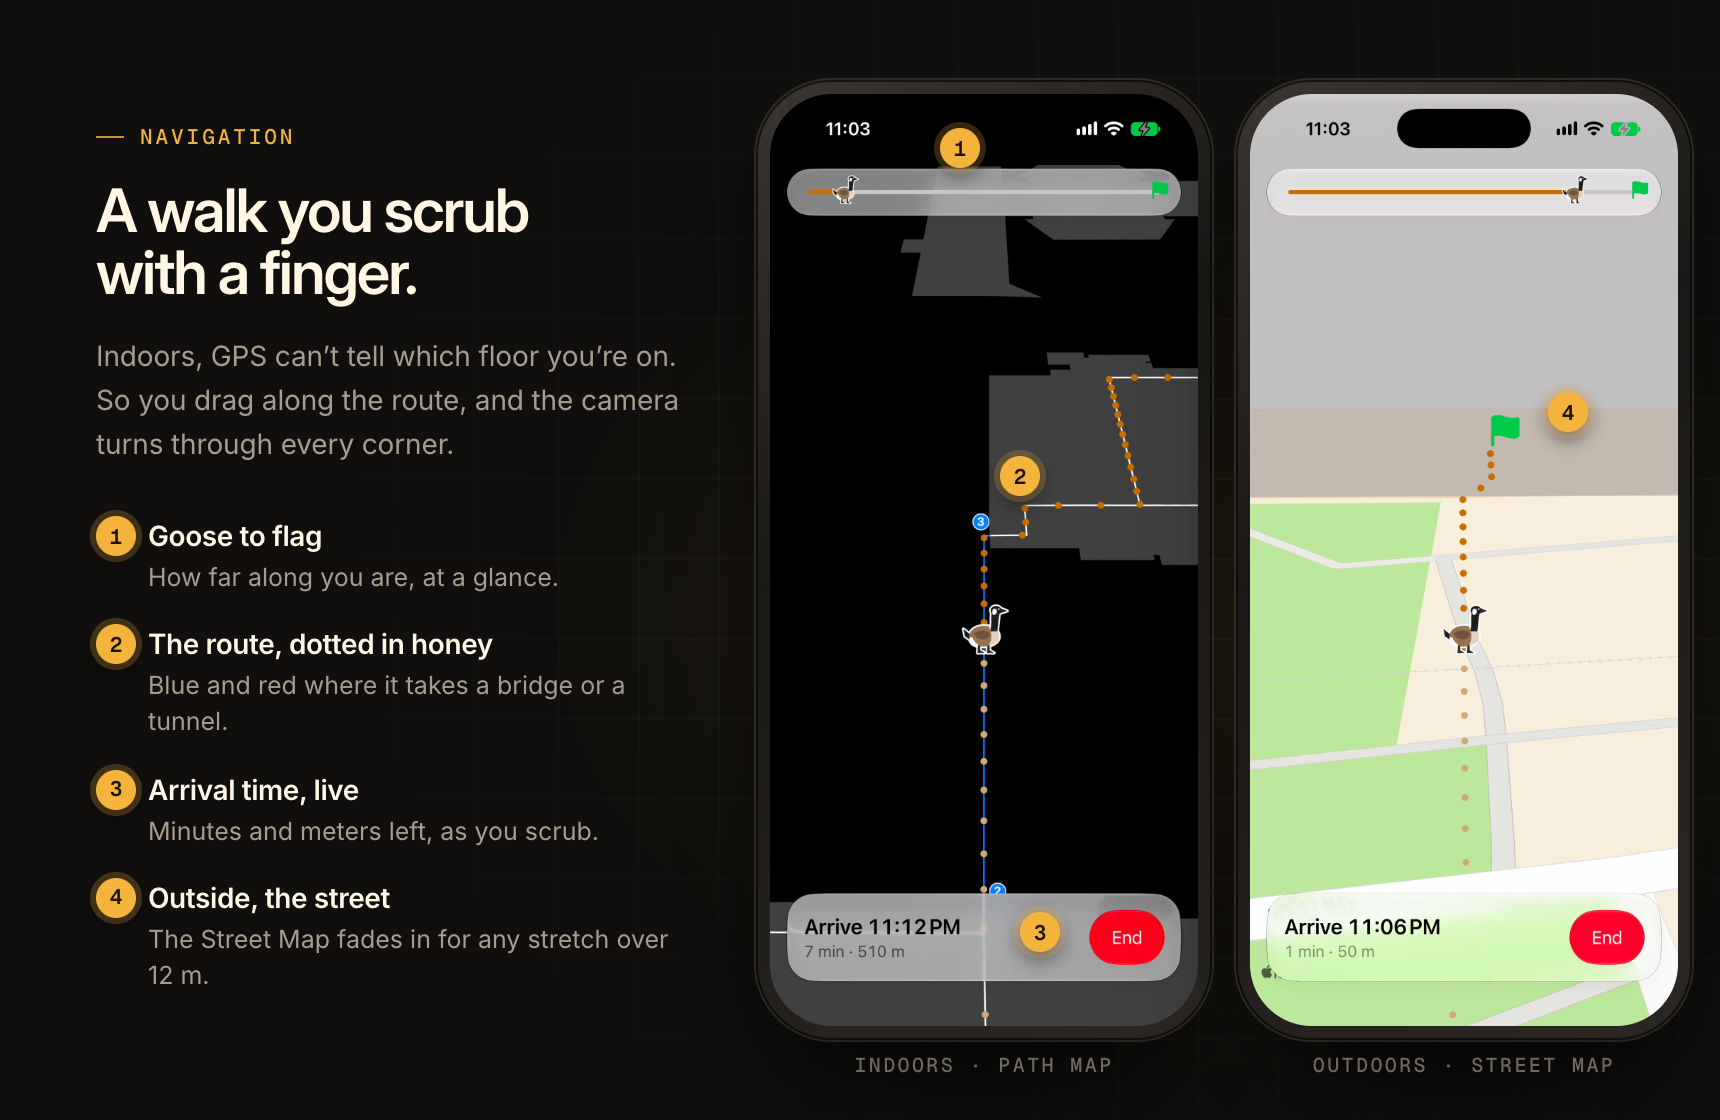 NAVIGATION
A walk you scrub
with a finger.
Indoors, GPS can’t tell which floor you’re on.
So you drag along the route, and the camera
turns through every corner.
1 Goose to flag
How far along you are, at a glance.
2 The route, dotted in honey
Blue and red where it takes a bridge or a
tunnel.
3 Arrival time, live
Minutes and meters left, as you scrub.
4 Outside, the street
The Street Map fades in for any stretch over
12 m.
11:03
1
2
3
2
Arrive 11:12 PM
7 min · 510 m
3
End
INDOORS · PATH MAP
11:03
4
Arrive 11:06 PM
1 min · 50 m
End
OUTDOORS · STREET MAP